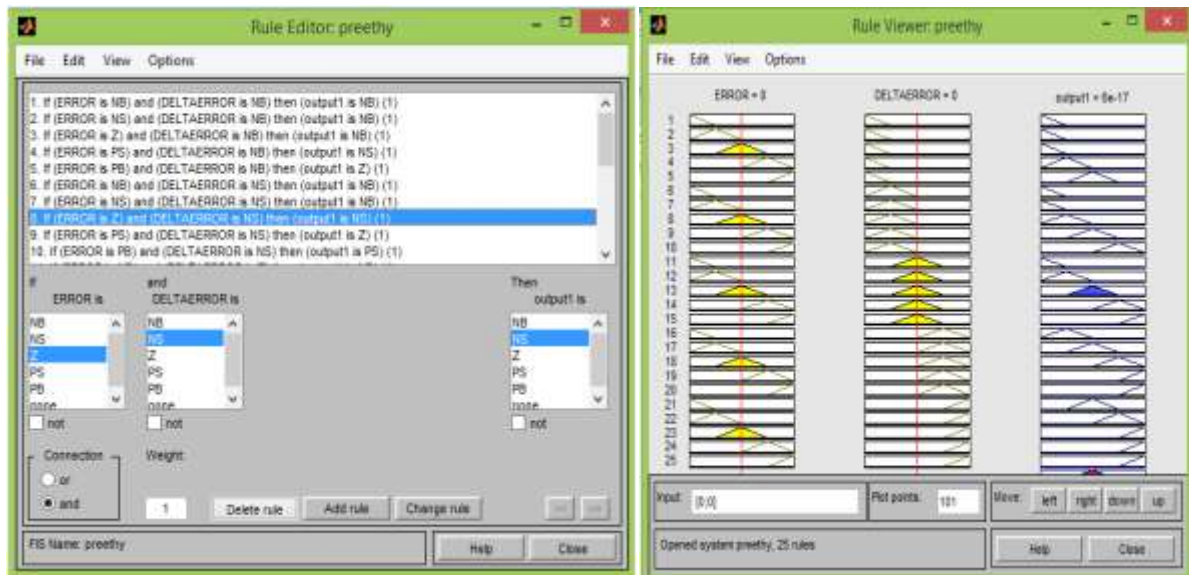 Rule Editor: preethy
File Edit View Options
1. If (ERROR is NB) and (DELTAERROR is NB) then (output1 is NB) (1)
2. If (ERROR is NS) and (DELTAERROR is NB) then (output1 is NB) (1)
3. If (ERROR is Z) and (DELTAERROR is NB) then (output1 is NB) (1)
4. If (ERROR is PS) and (DELTAERROR is NB) then (output1 is NS) (1)
5. If (ERROR is PB) and (DELTAERROR is NB) then (output1 is Z) (1)
6. If (ERROR is NB) and (DELTAERROR is NS) then (output1 is NB) (1)
7. If (ERROR is NS) and (DELTAERROR is NS) then (output1 is NB) (1)
8. If (ERROR is Z) and (DELTAERROR is NS) then (output1 is NS) (1)
9. If (ERROR is PS) and (DELTAERROR is NS) then (output1 is Z) (1)
10. If (ERROR is PB) and (DELTAERROR is NS) then (output1 is PS) (1)
If and Then
ERROR is DELTAERROR is output1 is
NB NB NB
NS NS NS
Z Z Z
PS PS PS
PB PB PB
none none none
not not not
Connection Weight:
or
and 1 Delete rule Add rule Change rule << >>
FIS Name: preethy Help Close
Rule Viewer: preethy
File Edit View Options
ERROR = 0 DELTAERROR = 0 output1 = 6e-17
1
2
3
4
5
6
7
8
9
10
11
12
13
14
15
16
17
18
19
20
21
22
23
24
25
Input: [0;0] Plot points: 101 Move: left right down up
Opened system preethy, 25 rules Help Close